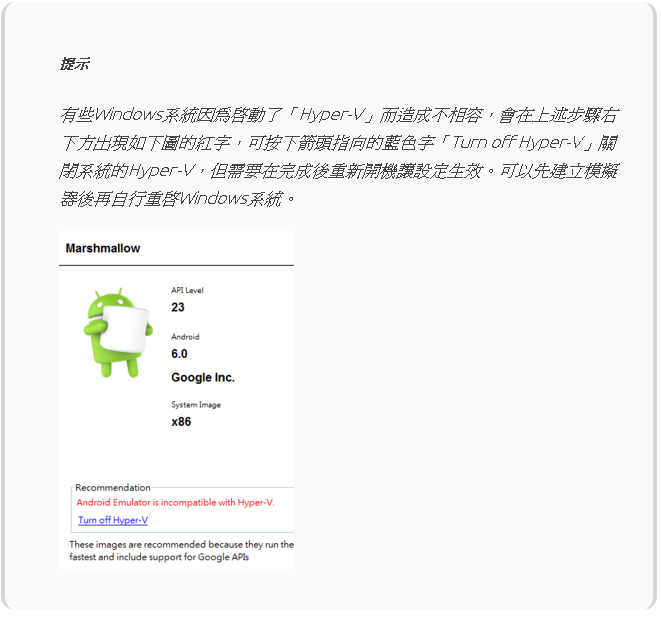 提示
有些Windows系統因為啓動了「Hyper-V」而造成不相容，會在上述步驟右
下方出現如下圖的紅字，可按下箭頭指向的藍色字「Turn off Hyper-V」關
閉系統的Hyper-V，但需要在完成後重新開機讓設定生效。可以先建立模擬
器後再自行重啓Windows系統。
Marshmallow
API Level
23
Android
6.0
Google Inc.
System Image
x86
Recommendation
Android Emulator is incompatible with Hyper-V.
Turn off Hyper-V
These images are recommended because they run the
fastest and include support for Google APIs